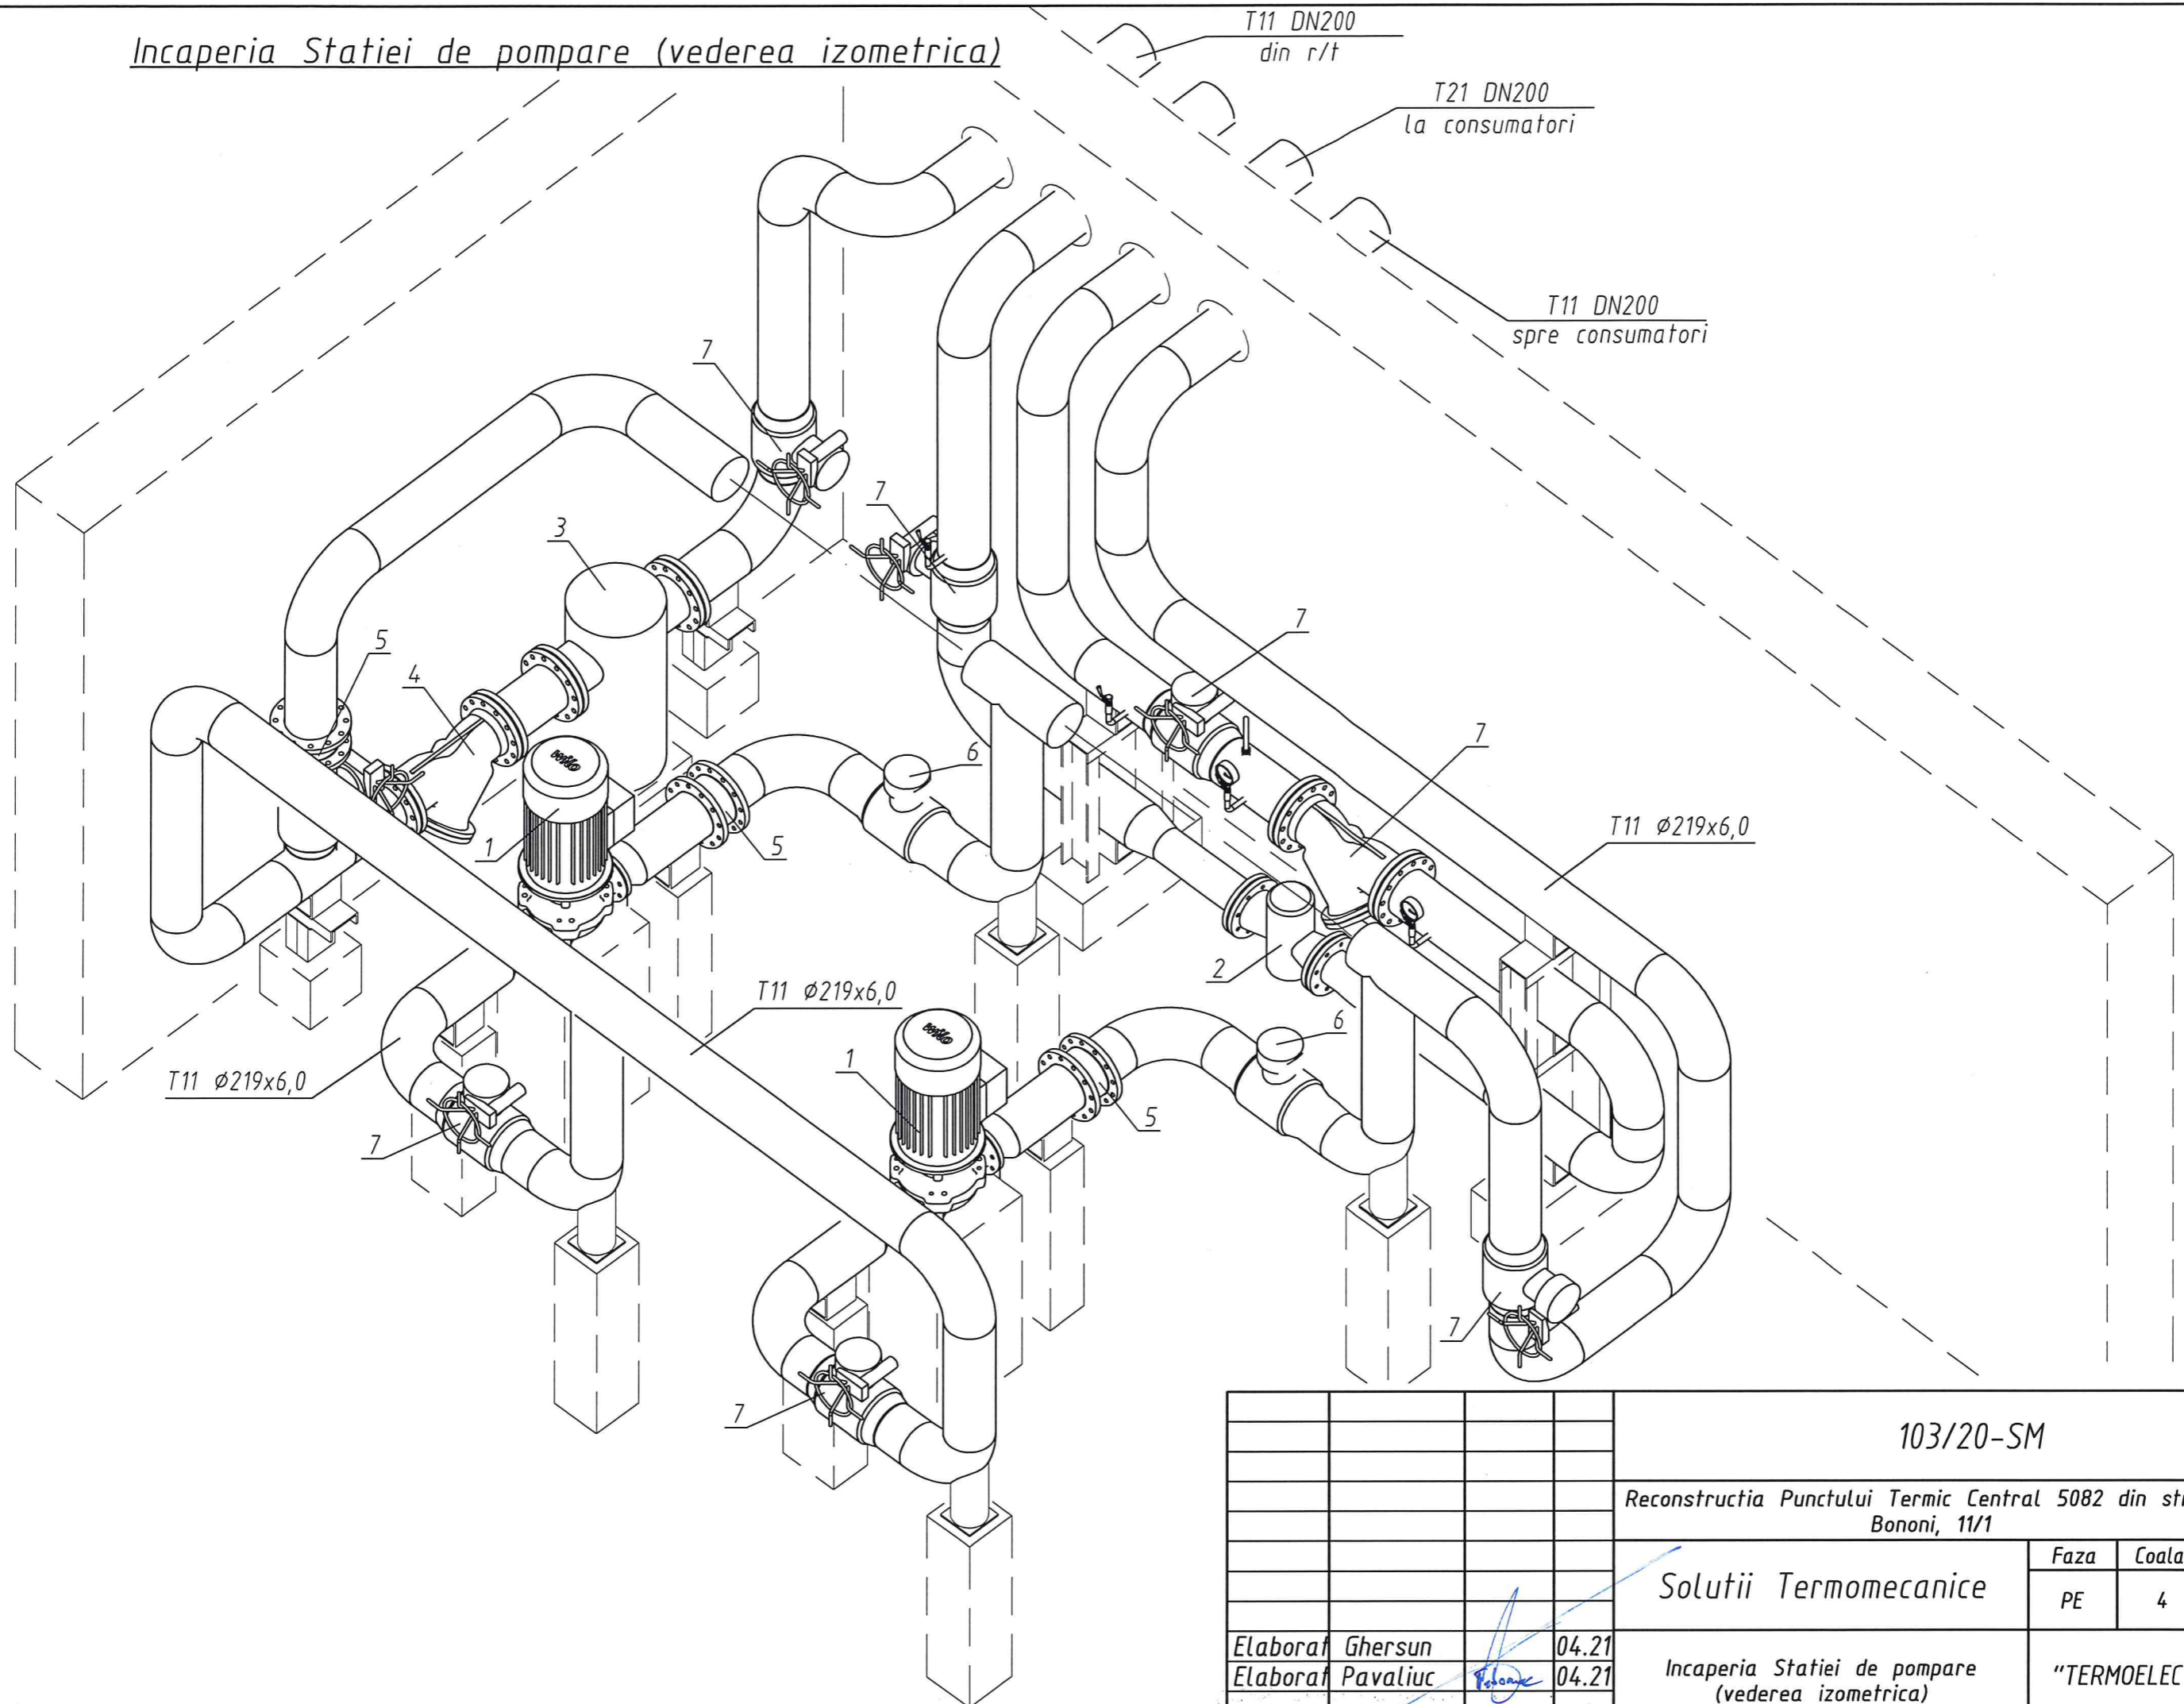 Incaperia Statiei de pompare (vederea izometrica)
T11 DN200
din r/t
T21 DN200
la consumatori
T11 DN200
spre consumatori
7
7
3
7
5
4
7
6
1
5
T11 Ø219x6,0
2
T11 Ø219x6,0
6
1
T11 Ø219x6,0
5
7
7
7
wilo
wilo
103/20-SM
Reconstructia Punctului Termic Central 5082 din
Bononi, 11/1
Solutii Termomecanice
Faza Coala
PE 4
Elaborat Ghersun 04.21
Elaborat Pavaliuc 04.21
Incaperia Statiei de pompare
(vederea izometrica)
"TERMOELEC